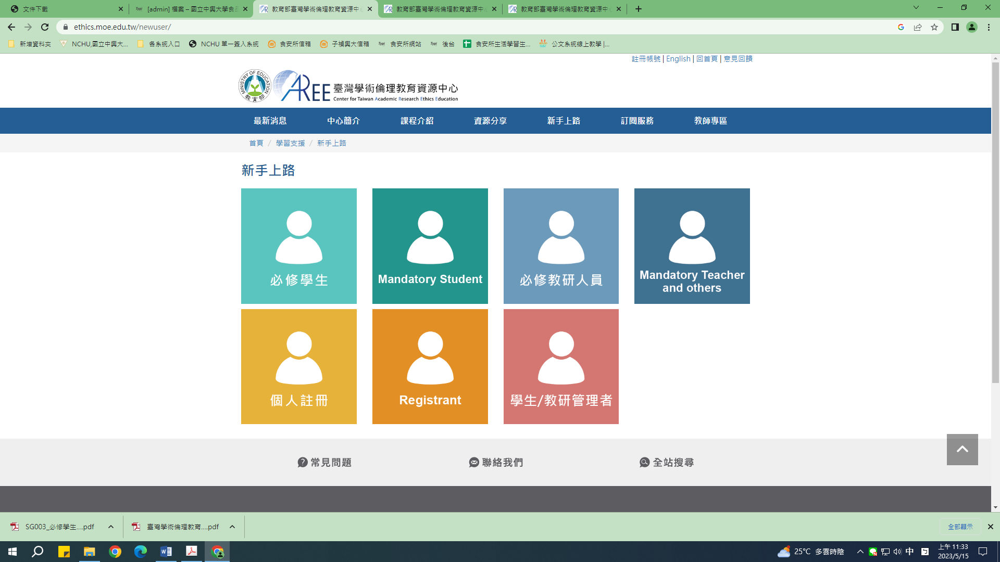 文件下載
[admin] 檔案 – 國立中興大學食品
教育部臺灣學術倫理教育資源中心
教育部臺灣學術倫理教育資源中心
教育部臺灣學術倫理教育資源中心
ethics.moe.edu.tw/newuser/
新增資料夾
NCHU,國立中興大...
各系統入口
NCHU 單一簽入系統
食安所信箱
子禎興大信箱
食安所網站
後台
食安所生活學習生...
公文系統線上教學 |...
註冊帳號 | English | 回首頁 | 意見回饋
MINISTRY OF EDUCATION
教育部
AREE 臺灣學術倫理教育資源中心
Center for Taiwan Academic Research Ethics Education
最新消息 中心簡介 課程介紹 資源分享 新手上路 訂閱服務 教師專區
首頁 / 學習支援 / 新手上路
新手上路
必修學生
Mandatory Student
必修教研人員
Mandatory Teacher
and others
個人註冊
Registrant
學生/教研管理者
常見問題
聯絡我們
全站搜尋
SG003_必修學生....pdf
臺灣學術倫理教育....pdf
全部顯示
25°C 多雲時陰
中
上午 11:33
2023/5/15